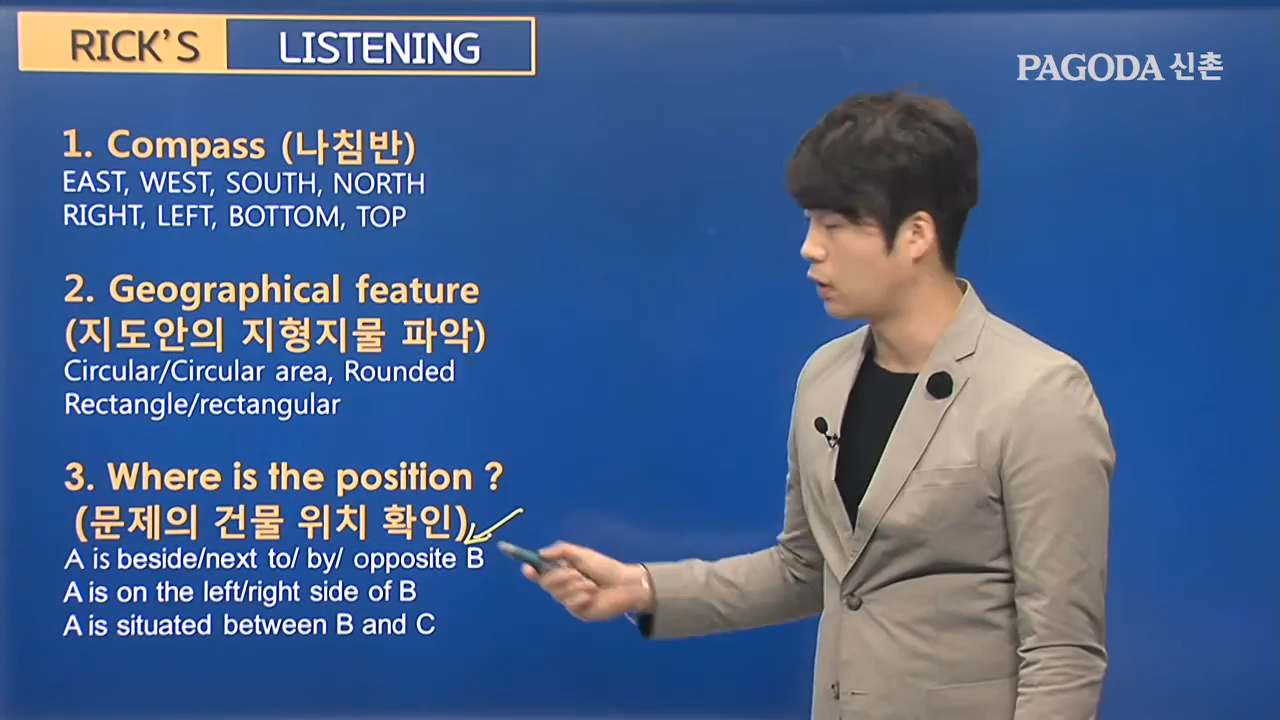 RICK'S LISTENING
PAGODA 신촌
1. Compass (나침반)
EAST, WEST, SOUTH, NORTH
RIGHT, LEFT, BOTTOM, TOP
2. Geographical feature
(지도안의 지형지물 파악)
Circular/Circular area, Rounded
Rectangle/rectangular
3. Where is the position ?
(문제의 건물 위치 확인)
A is beside/next to/ by/ opposite B
A is on the left/right side of B
A is situated between B and C